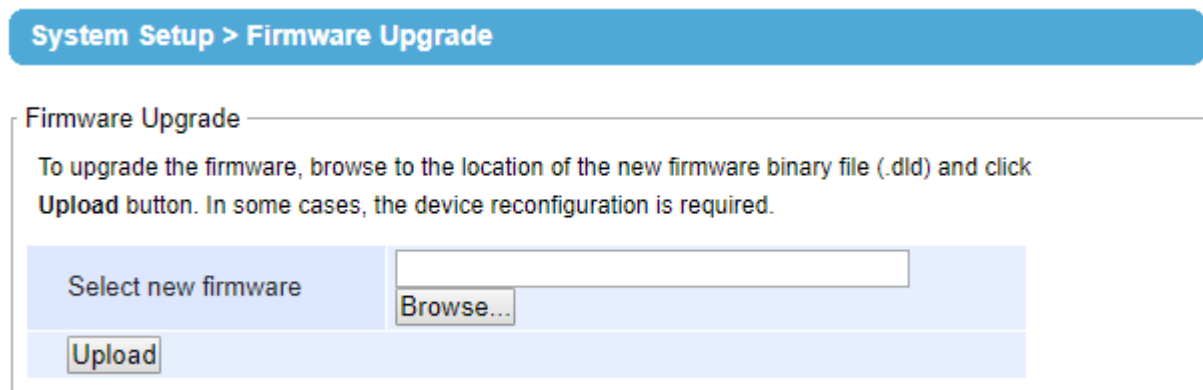 System Setup > Firmware Upgrade
Firmware Upgrade
To upgrade the firmware, browse to the location of the new firmware binary file (.dld) and click
Upload button. In some cases, the device reconfiguration is required.
Select new firmware
Browse...
Upload